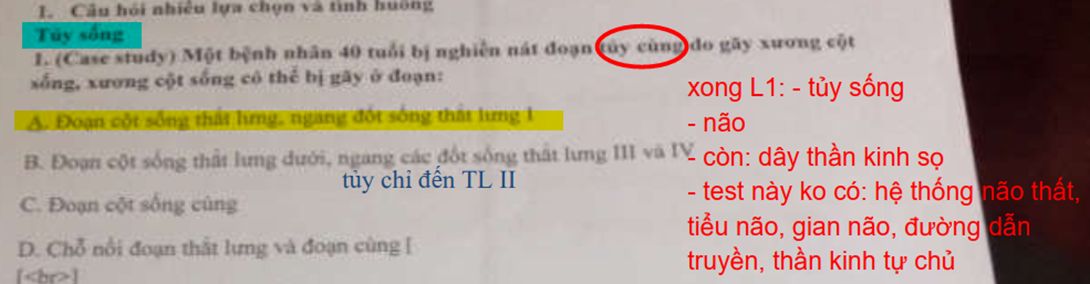 I. Câu hỏi nhiều lựa chọn và tình huống
Tủy sống
1. (Case study) Một bệnh nhân 40 tuổi bị nghiền nát đoạn tủy cùng do gãy xương cột
sống, xương cột sống có thể bị gãy ở đoạn:
A. Đoạn cột sống thắt lưng, ngang đốt sống thắt lưng I
B. Đoạn cột sống thắt lưng dưới, ngang các đốt sống thắt lưng III và IV
tủy chỉ đến TL II
C. Đoạn cột sống cùng
D. Chỗ nối đoạn thắt lưng và đoạn cùng I
[<br>]
xong L1: - tủy sống
- não
- còn: dây thần kinh sọ
- test này ko có: hệ thống não thất,
tiểu não, gian não, đường dẫn
truyền, thần kinh tự chủ